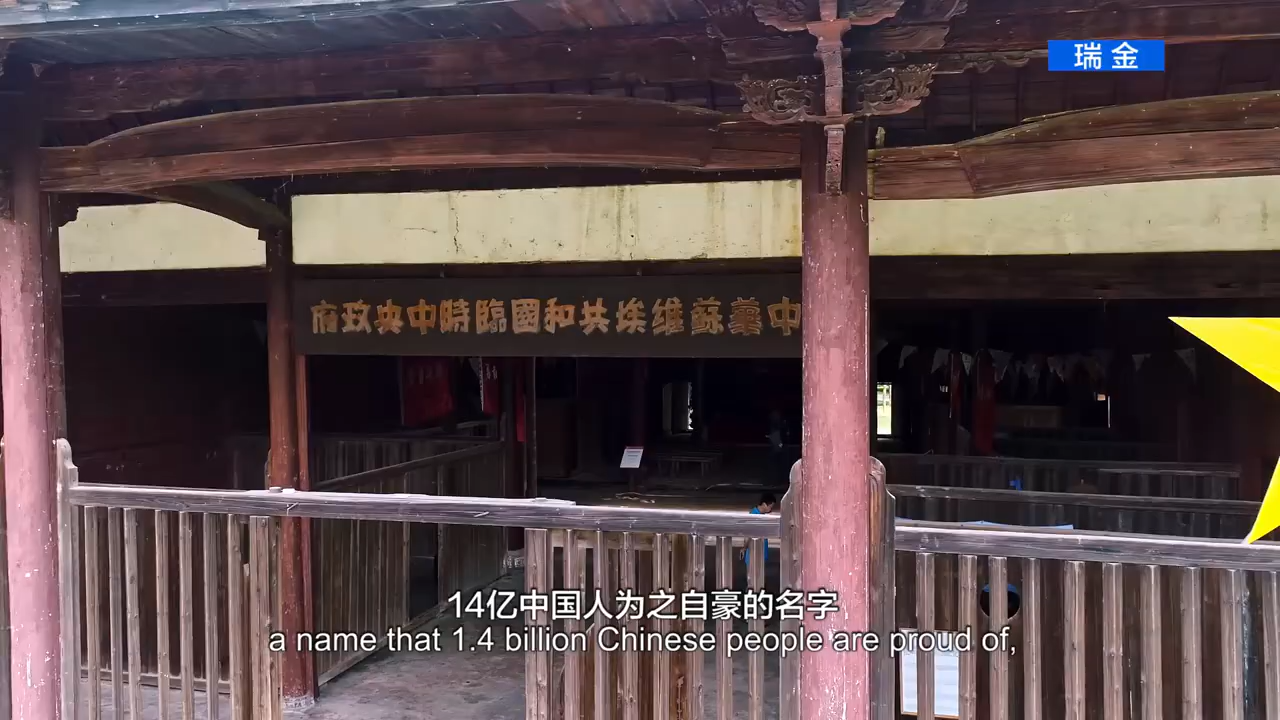 瑞金
中華蘇維埃共和國臨時中央政府
14亿中国人为之自豪的名字
a name that 1.4 billion Chinese people are proud of,